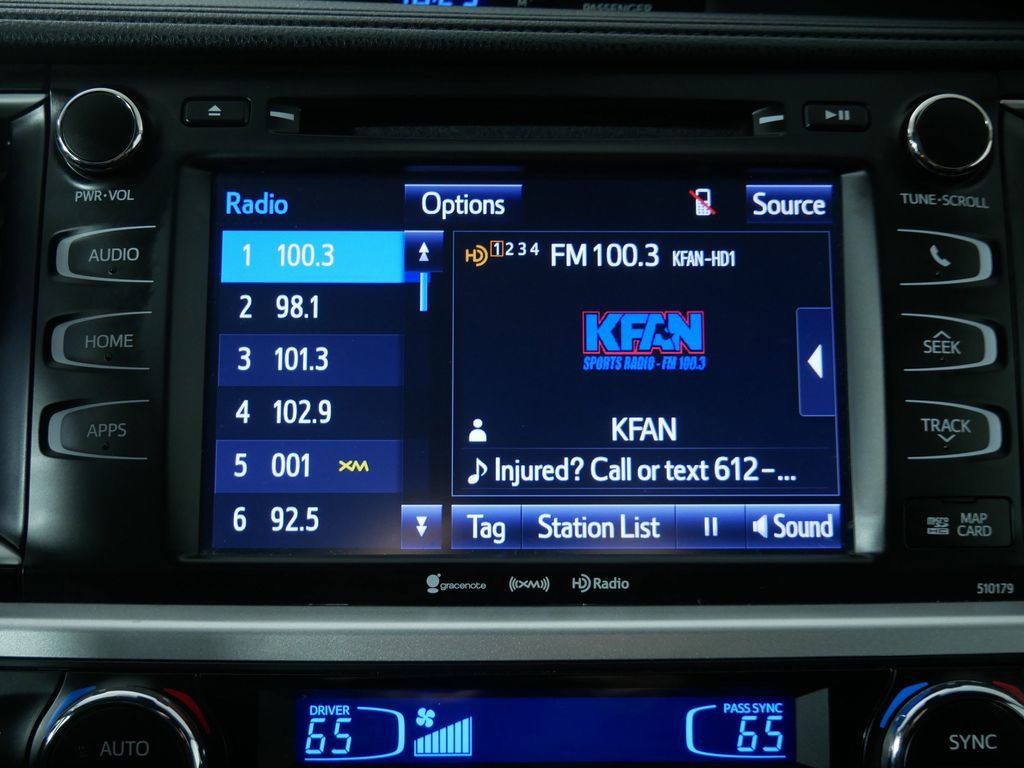 PASSENGER
PWR·VOL
TUNE·SCROLL
AUDIO
HOME
APPS
Radio
Options
Source
1 100.3
2 98.1
3 101.3
4 102.9
5 001 XM
6 92.5
HD 1 2 3 4 FM 100.3 KFAN-HD1
KFAN
SPORTS RADIO - FM 100.3
KFAN
Injured? Call or text 612-...
Tag
Station List
Sound
SEEK
TRACK
MAP
CARD
gracenote
((XM))
HD Radio
510179
DRIVER
65
PASS SYNC
65
AUTO
SYNC